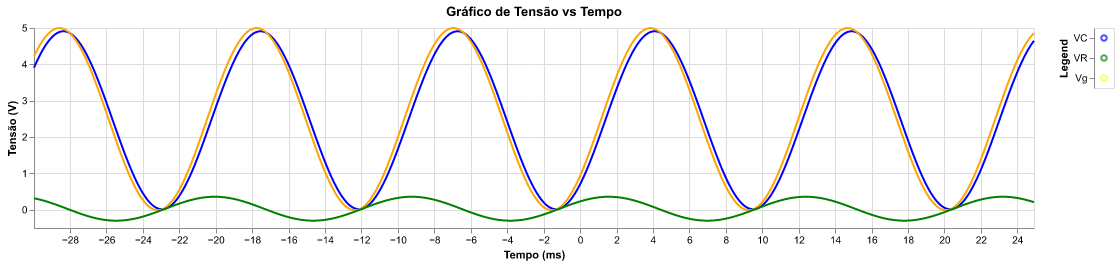 Gráfico de Tensão vs Tempo
5
4
3
2
1
0
Tensão (V)
−28 −26 −24 −22 −20 −18 −16 −14 −12 −10 −8 −6 −4 −2 0 2 4 6 8 10 12 14 16 18 20 22 24
Tempo (ms)
Legend
VC
VR
Vg